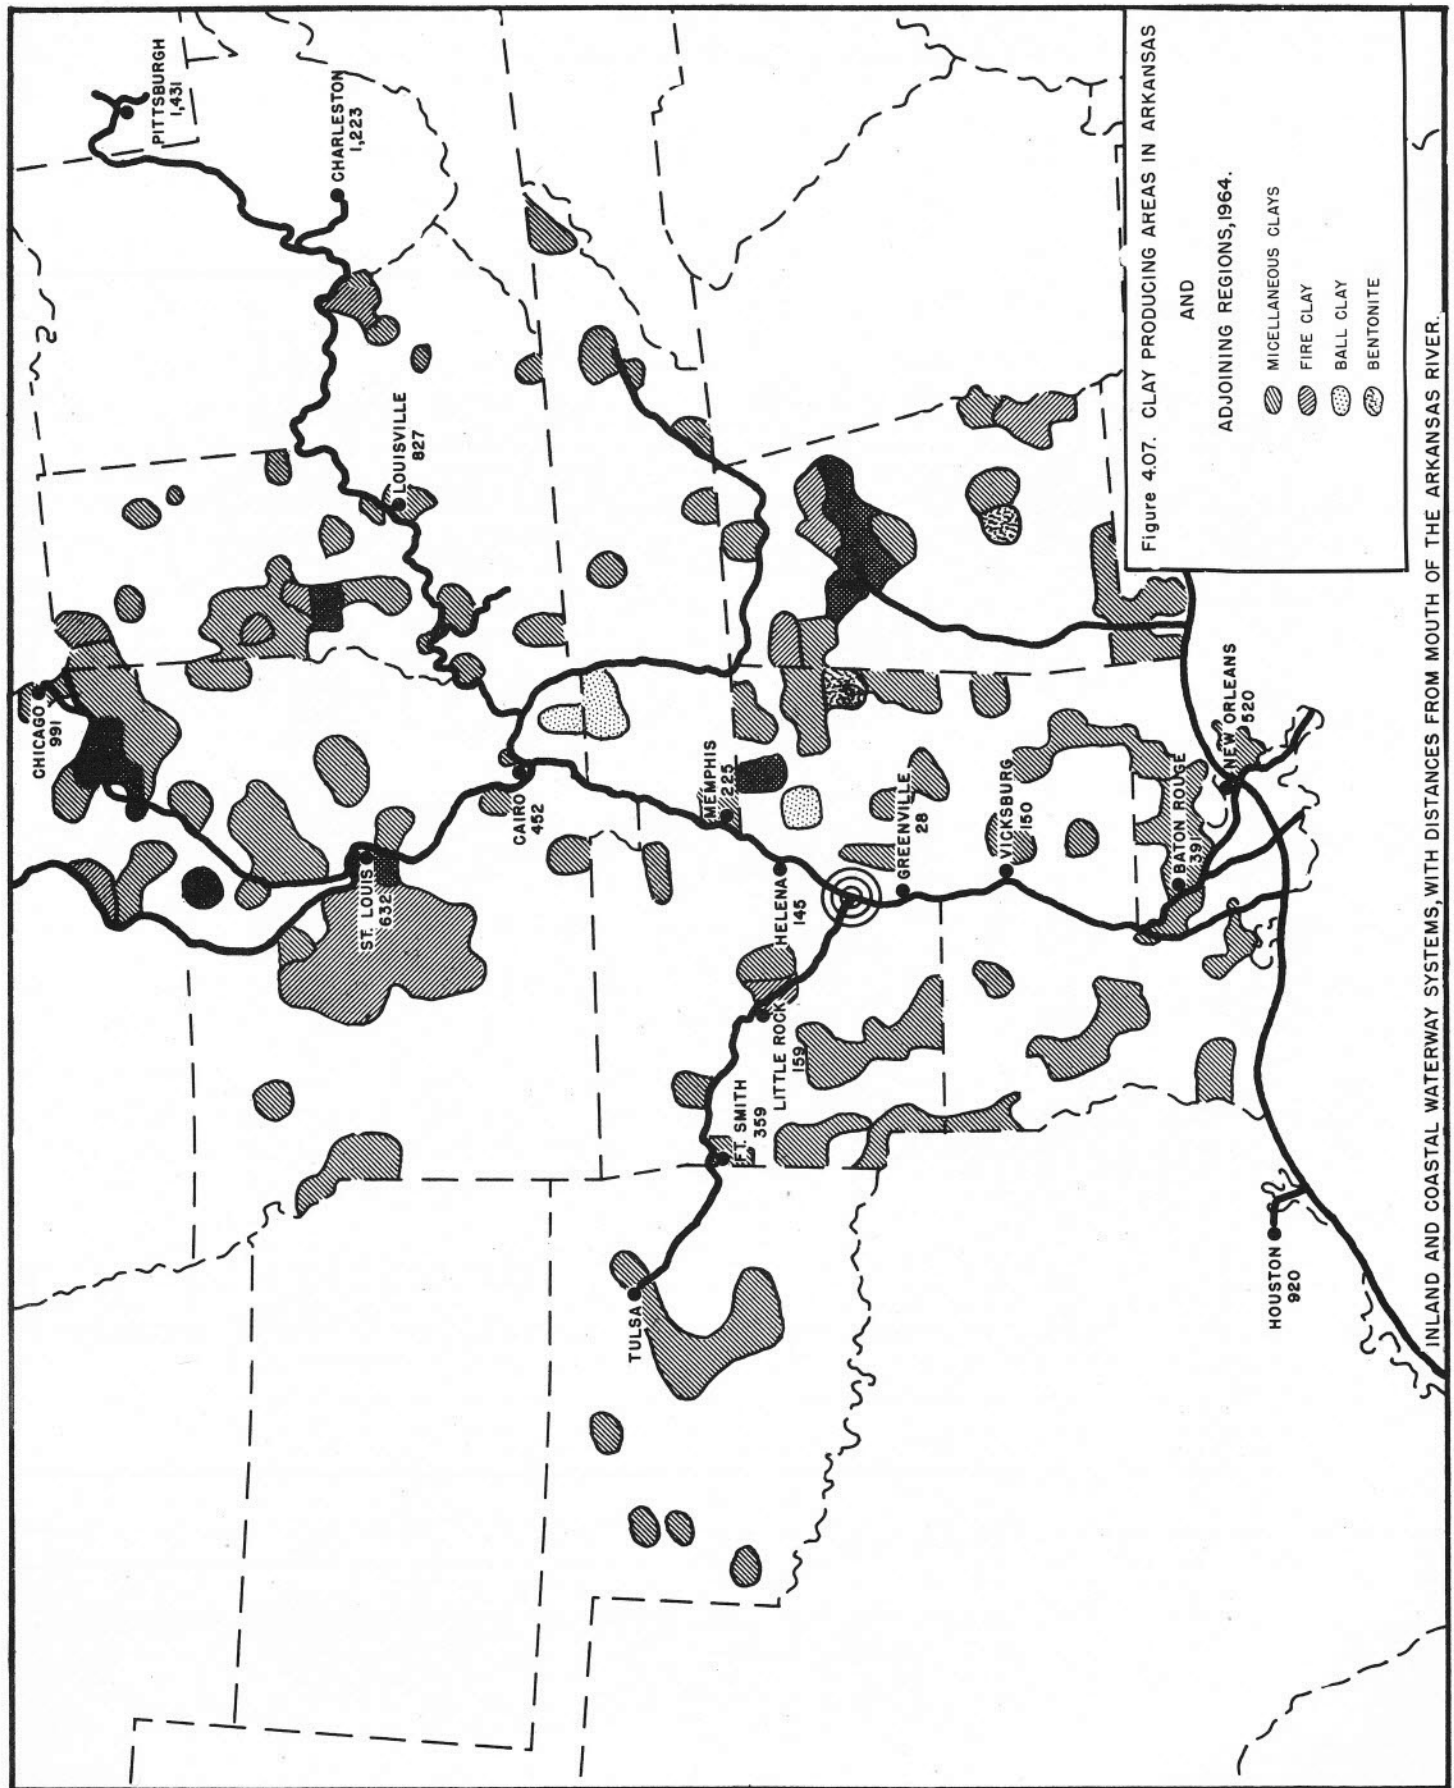 Figure 4.07. CLAY PRODUCING AREAS IN ARKANSAS
AND
ADJOINING REGIONS, 1964.
MICELLANEOUS CLAYS
FIRE CLAY
BALL CLAY
BENTONITE
PITTSBURGH
1,431
CHARLESTON
1,223
CHICAGO
991
LOUISVILLE
827
ST. LOUIS
632
CAIRO
452
MEMPHIS
225
HELENA
145
LITTLE ROCK
159
FT. SMITH
359
TULSA
GREENVILLE
28
VICKSBURG
150
BATON ROUGE
391
NEW ORLEANS
520
HOUSTON
920
INLAND AND COASTAL WATERWAY SYSTEMS, WITH DISTANCES FROM MOUTH OF THE ARKANSAS RIVER.